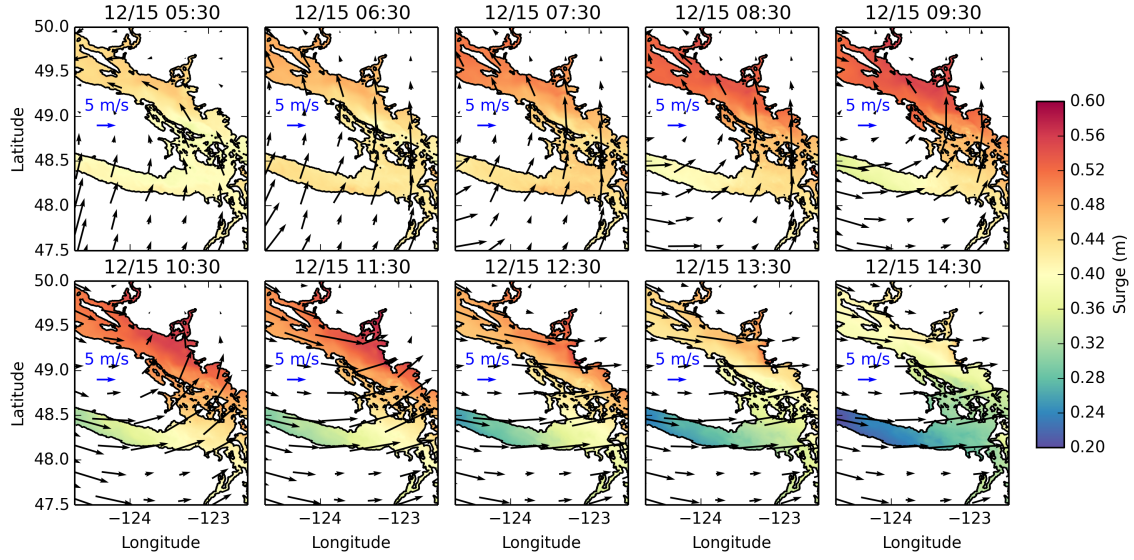 12/15 05:30 12/15 06:30 12/15 07:30 12/15 08:30 12/15 09:30
50.0
49.5
49.0
48.5
48.0
47.5
Latitude
5 m/s 5 m/s 5 m/s 5 m/s 5 m/s
12/15 10:30 12/15 11:30 12/15 12:30 12/15 13:30 12/15 14:30
50.0
49.5
49.0
48.5
48.0
47.5
Latitude
5 m/s 5 m/s 5 m/s 5 m/s 5 m/s
−124 −123 −124 −123 −124 −123 −124 −123 −124 −123
Longitude Longitude Longitude Longitude Longitude
0.60
0.56
0.52
0.48
0.44
0.40
0.36
0.32
0.28
0.24
0.20
Surge (m)